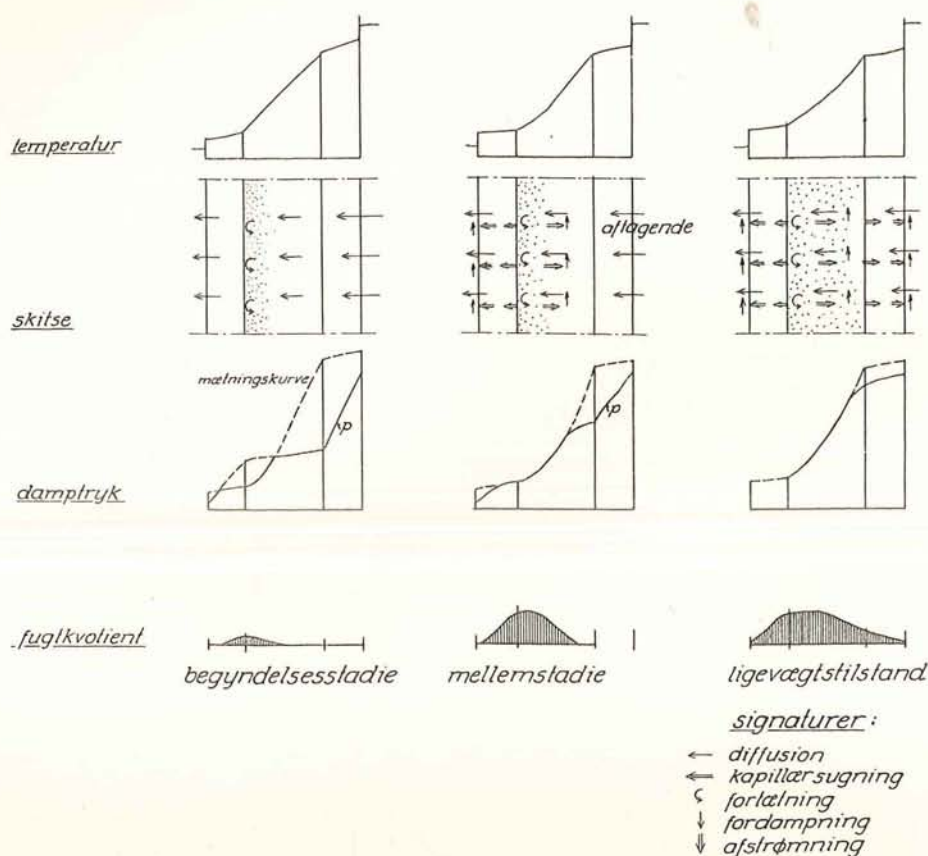 temperatur
aftagende
skitse
mætningskurve
p
p
damptryk
fugtkvotient
begyndelsesstadie
mellemstadie
ligevægtstilstand
signaturer:
diffusion
kapillærsugning
fortætning
fordampning
afstrømning